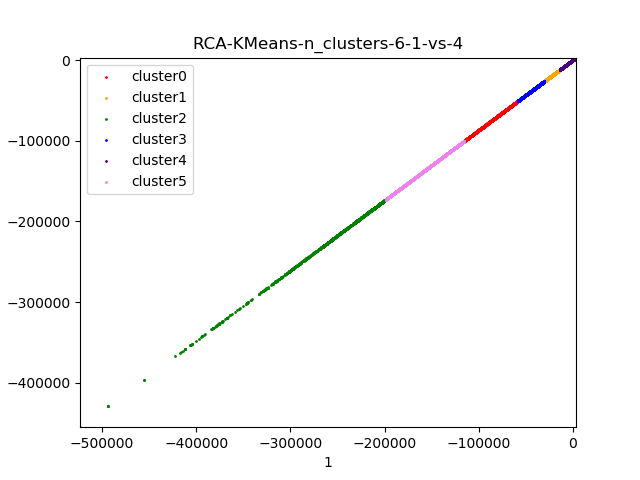 RCA-KMeans-n_clusters-6-1-vs-4
0
−100000
−200000
−300000
−400000
cluster0
cluster1
cluster2
cluster3
cluster4
cluster5
−500000 −400000 −300000 −200000 −100000 0
1